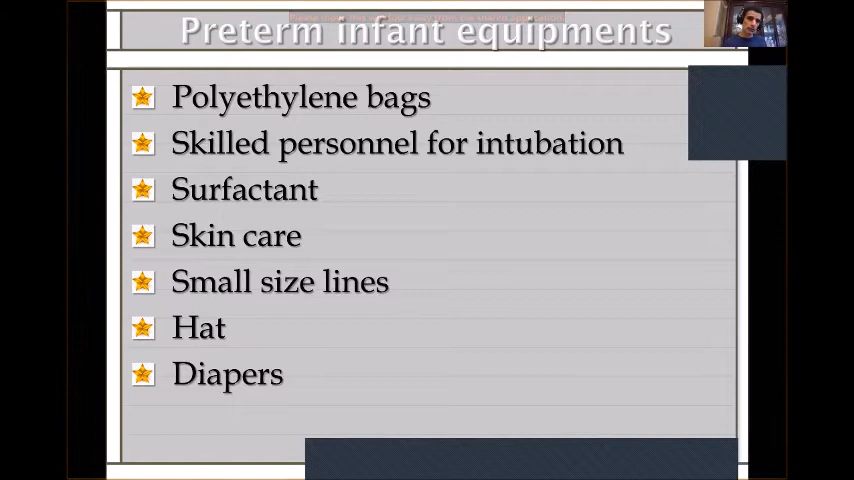 Preterm infant equipments
Polyethylene bags
Skilled personnel for intubation
Surfactant
Skin care
Small size lines
Hat
Diapers